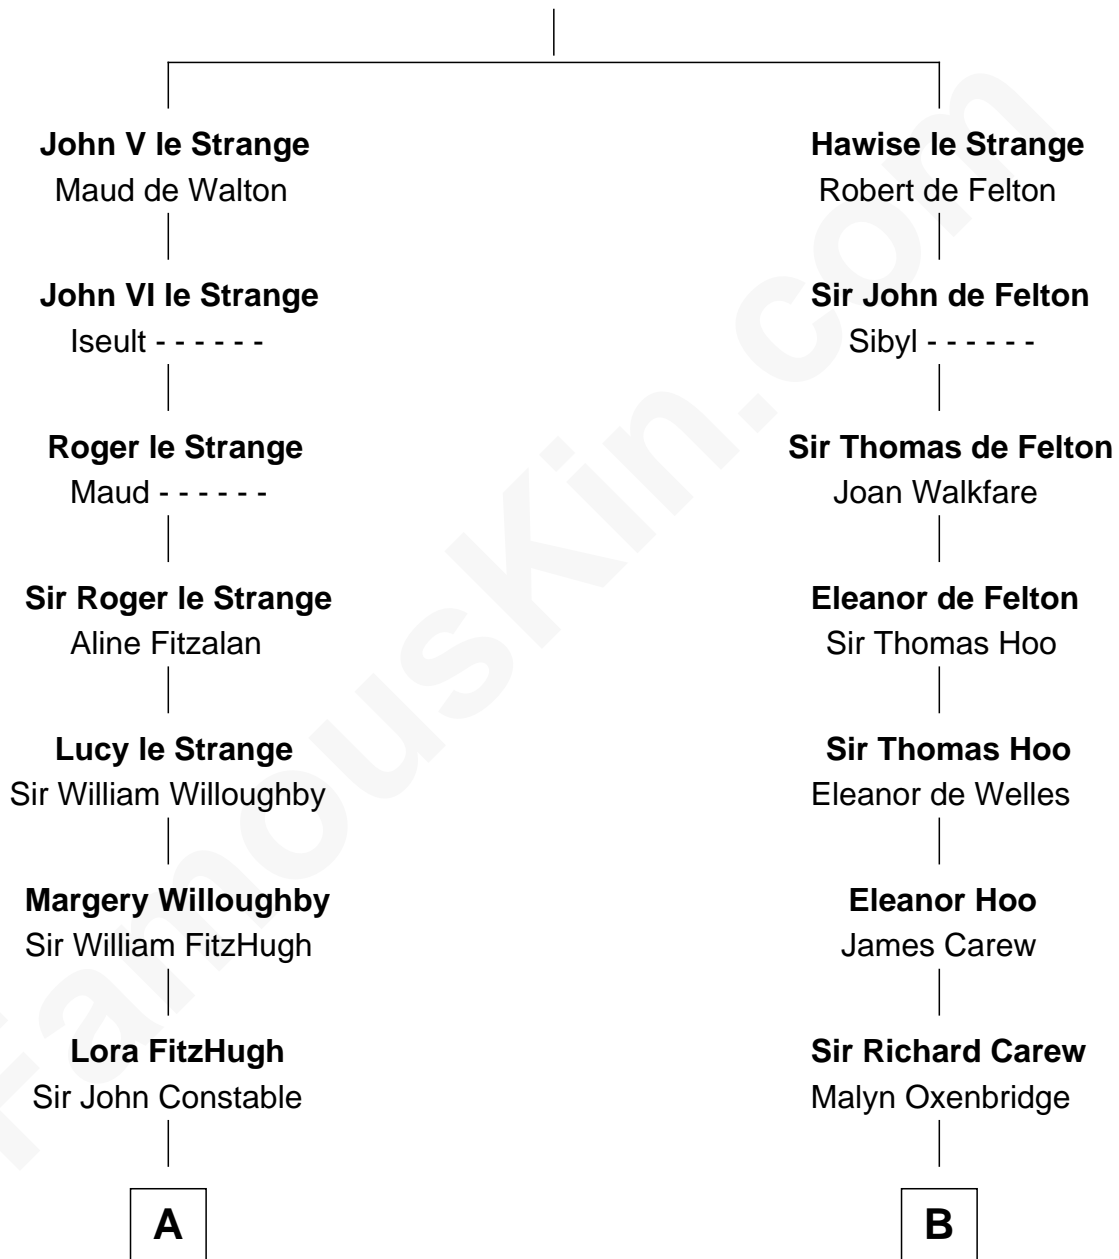 John V le Strange
Maud de Walton
John VI le Strange
Iseult - - - - - -
Roger le Strange
Maud - - - - - -
Sir Roger le Strange
Aline Fitzalan
Lucy le Strange
Sir William Willoughby
Margery Willoughby
Sir William FitzHugh
Lora FitzHugh
Sir John Constable
A
Hawise le Strange
Robert de Felton
Sir John de Felton
Sibyl - - - - - -
Sir Thomas de Felton
Joan Walkfare
Eleanor de Felton
Sir Thomas Hoo
Sir Thomas Hoo
Eleanor de Welles
Eleanor Hoo
James Carew
Sir Richard Carew
Malyn Oxenbridge
B
FamousKin.com